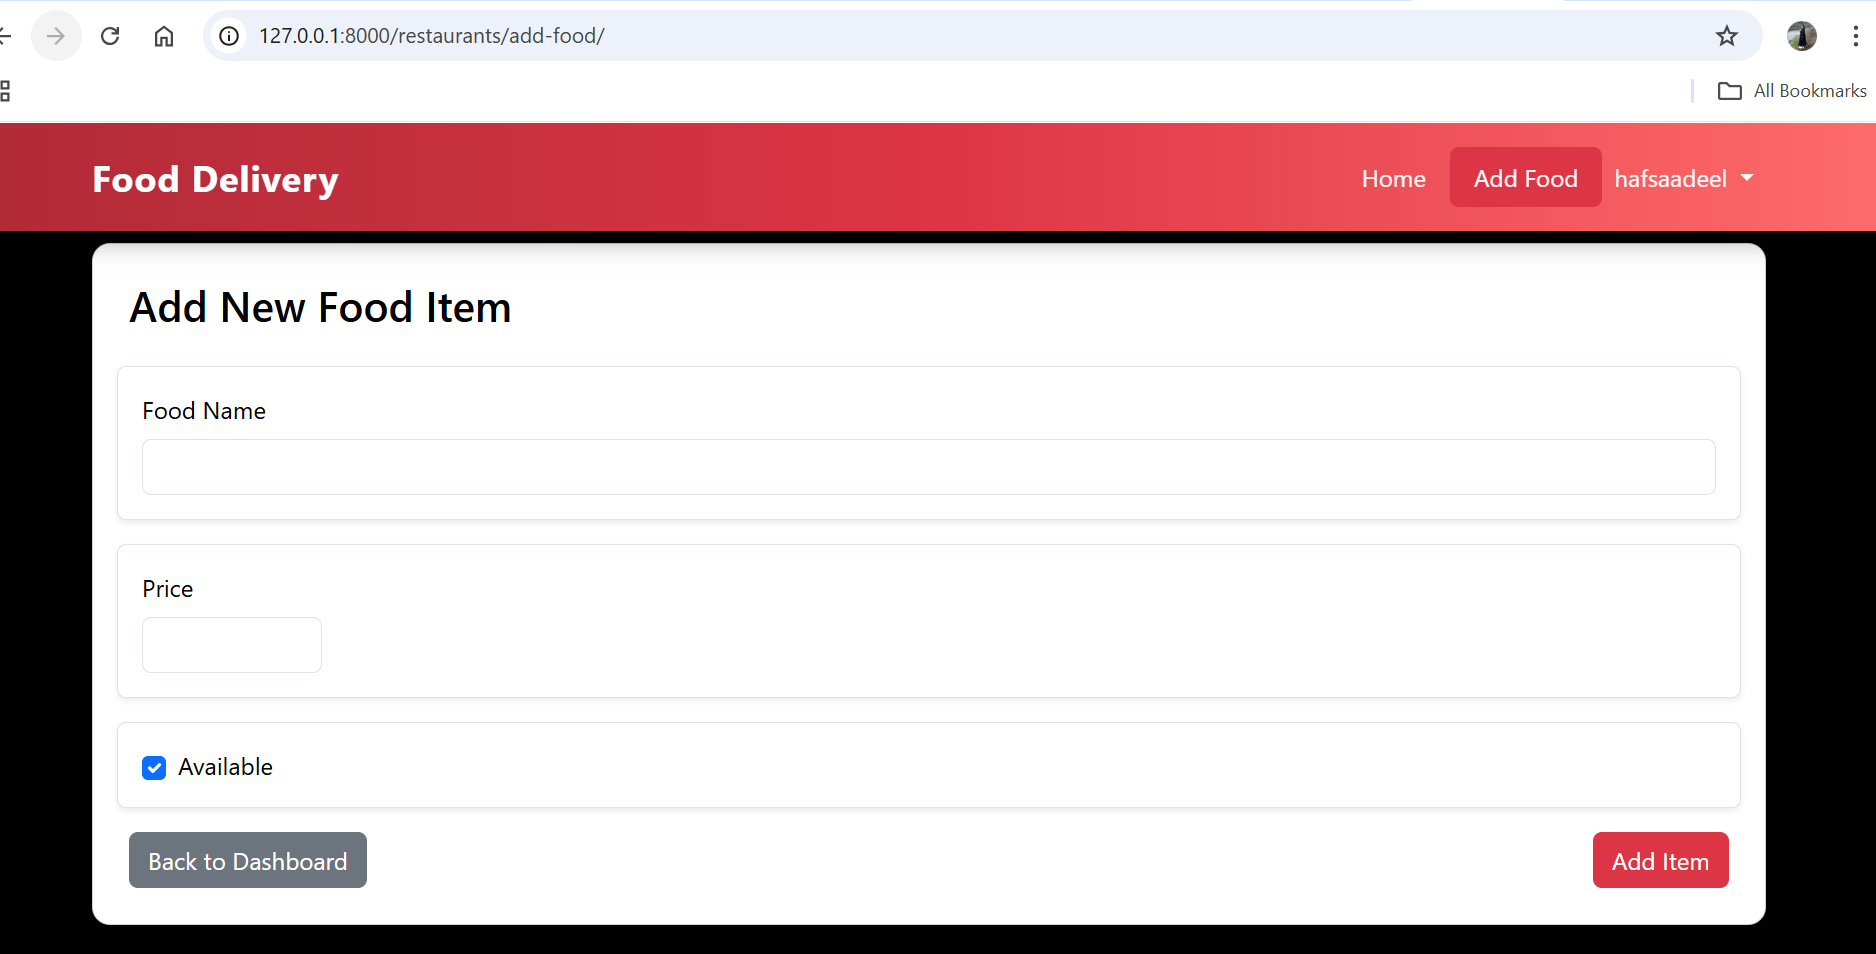 127.0.0.1:8000/restaurants/add-food/
All Bookmarks
Food Delivery
Home
Add Food
hafsaadeel
Add New Food Item
Food Name
Price
Available
Back to Dashboard
Add Item